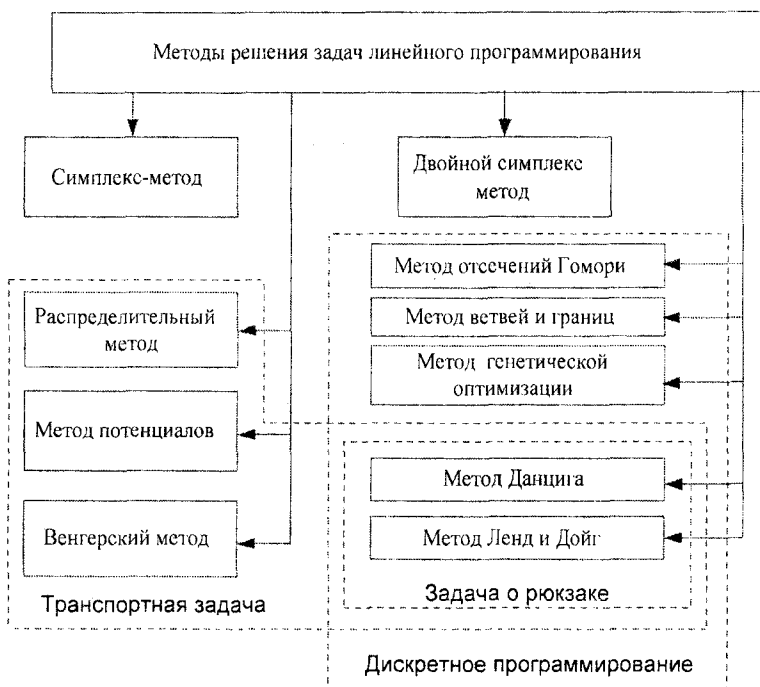 Методы решения задач линейного программирования
Симплекс-метод
Двойной симплекс
метод
Метод отсечений Гомори
Распределительный
метод
Метод ветвей и границ
Метод генетической
оптимизации
Метод потенциалов
Метод Данцига
Венгерский метод
Метод Ленд и Дойг
Транспортная задача
Задача о рюкзаке
Дискретное программирование